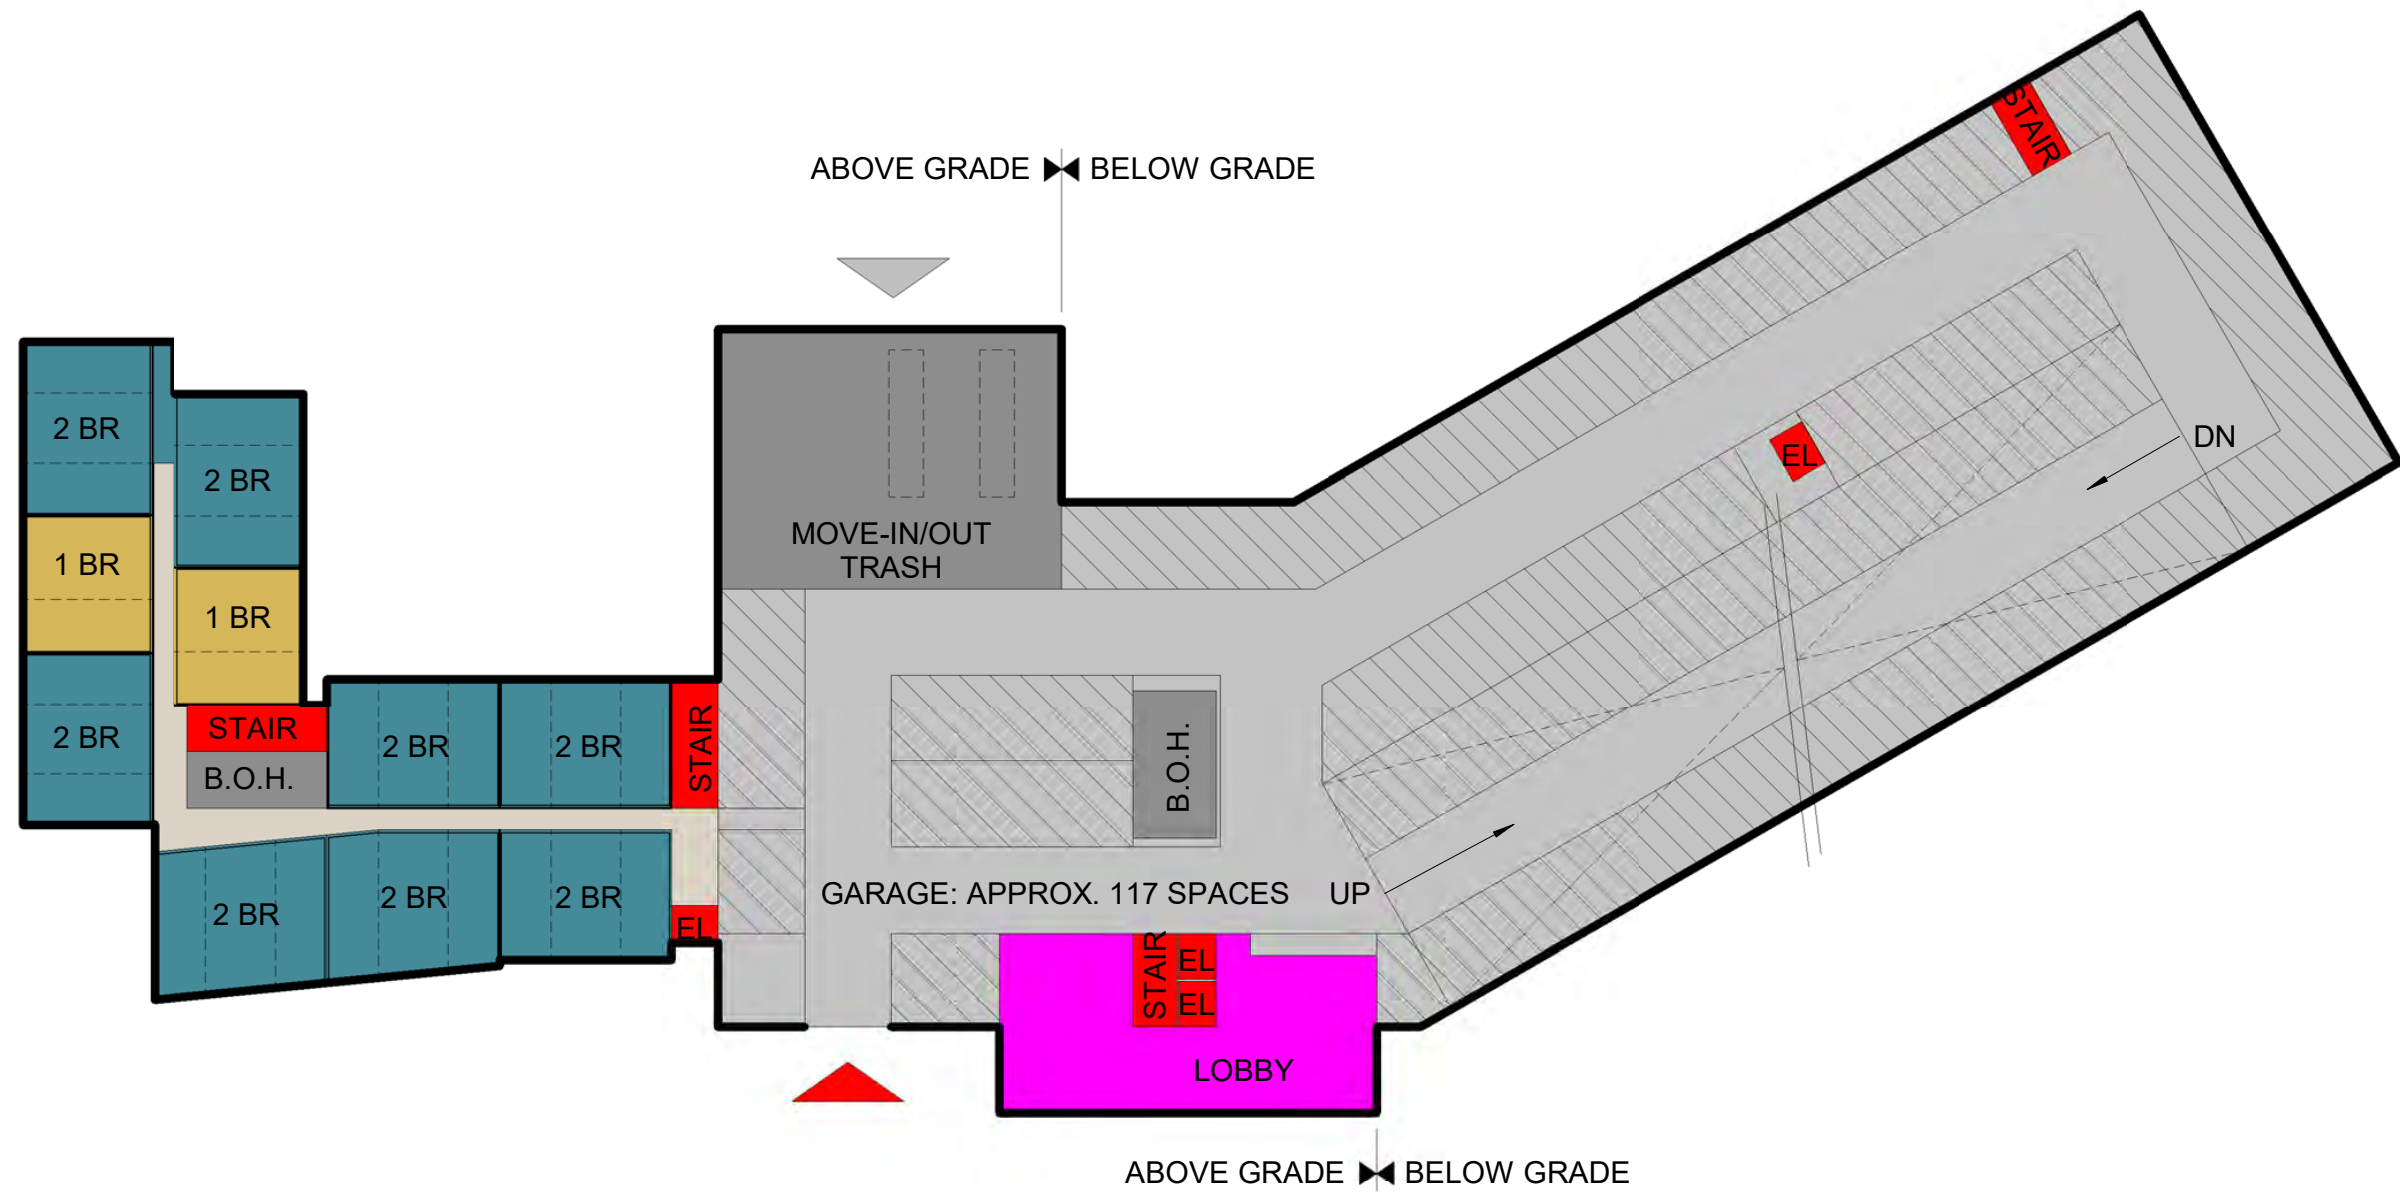 STAIR
ABOVE GRADE BELOW GRADE
2 BR
2 BR
EL
DN
MOVE-IN/OUT
TRASH
1 BR
1 BR
2 BR
STAIR
B.O.H.
2 BR
2 BR
STAIR
B.O.H.
2 BR
2 BR
2 BR
EL
GARAGE: APPROX. 117 SPACES
UP
STAIR
EL
EL
LOBBY
ABOVE GRADE BELOW GRADE